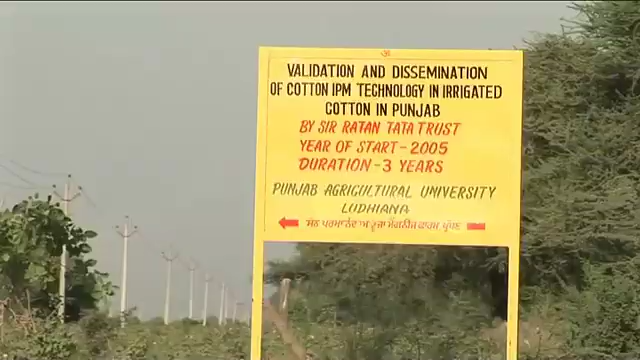 ੴ
VALIDATION AND DISSEMINATION
OF COTTON IPM TECHNOLOGY IN IRRIGATED
COTTON IN PUNJAB
BY SIR RATAN TATA TRUST
YEAR OF START - 2005
DURATION - 3 YEARS
PUNJAB AGRICULTURAL UNIVERSITY
LUDHIANA